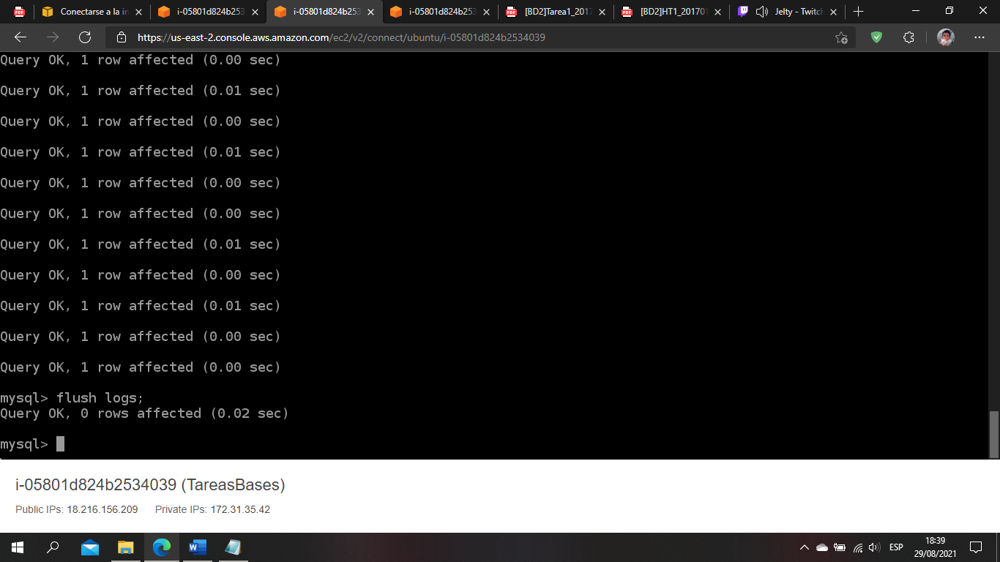 Conectarse a la in
i-05801d824b253
i-05801d824b253
i-05801d824b253
[BD2]Tarea1_2017
[BD2]HT1_20170
Jelty - Twitch
https://us-east-2.console.aws.amazon.com/ec2/v2/connect/ubuntu/i-05801d824b2534039
Query OK, 1 row affected (0.00 sec)
Query OK, 1 row affected (0.01 sec)
Query OK, 1 row affected (0.00 sec)
Query OK, 1 row affected (0.01 sec)
Query OK, 1 row affected (0.00 sec)
Query OK, 1 row affected (0.00 sec)
Query OK, 1 row affected (0.01 sec)
Query OK, 1 row affected (0.00 sec)
Query OK, 1 row affected (0.01 sec)
Query OK, 1 row affected (0.00 sec)
Query OK, 1 row affected (0.00 sec)
mysql> flush logs;
Query OK, 0 rows affected (0.02 sec)
mysql>
i-05801d824b2534039 (TareasBases)
Public IPs: 18.216.156.209 Private IPs: 172.31.35.42
ESP
18:39
29/08/2021